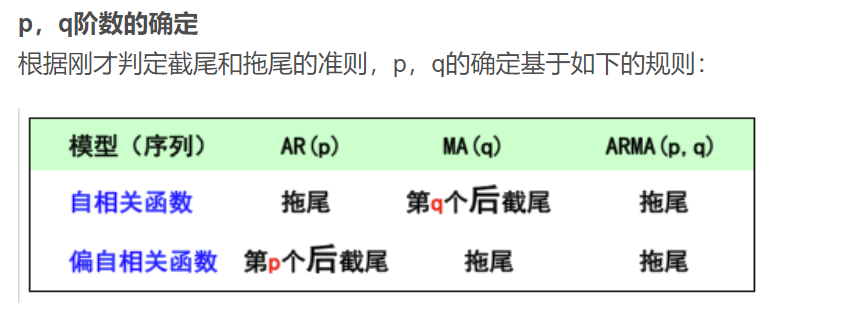 p，q阶数的确定
根据刚才判定截尾和拖尾的准则，p，q的确定基于如下的规则：
模型（序列） AR(p) MA(q) ARMA(p,q)
自相关函数 拖尾 第q个后截尾 拖尾
偏自相关函数 第p个后截尾 拖尾 拖尾